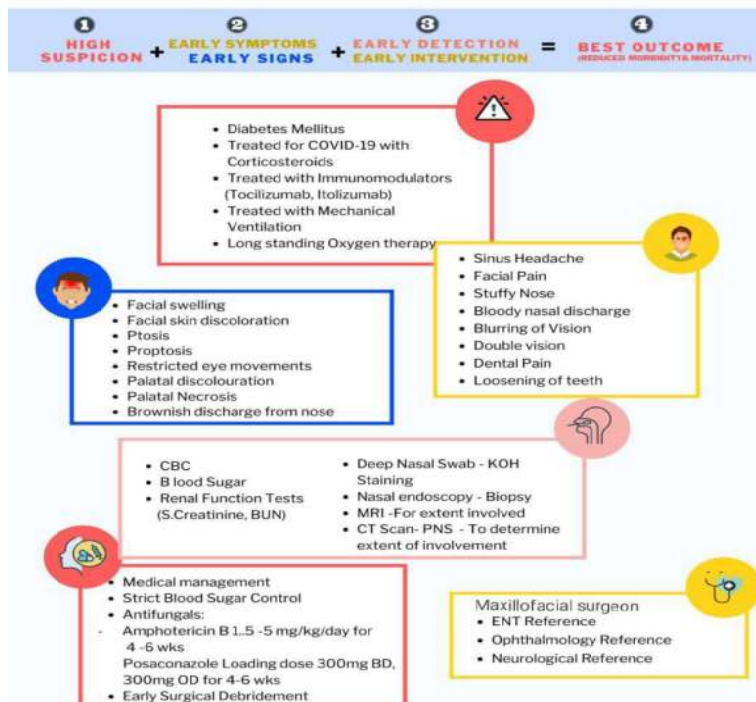 1 2 3 4
HIGH SUSPICION + EARLY SYMPTOMS EARLY SIGNS + EARLY DETECTION EARLY INTERVENTION = BEST OUTCOME
(REDUCED MORBIDITY& MORTALITY)
• Diabetes Mellitus
• Treated for COVID-19 with
Corticosteroids
• Treated with Immunomodulators
(Tocilizumab, Itolizumab)
• Treated with Mechanical
Ventilation
• Long standing Oxygen therapy
• Sinus Headache
• Facial Pain
• Stuffy Nose
• Bloody nasal discharge
• Blurring of Vision
• Double vision
• Dental Pain
• Loosening of teeth
• Facial swelling
• Facial skin discoloration
• Ptosis
• Proptosis
• Restricted eye movements
• Palatal discolouration
• Palatal Necrosis
• Brownish discharge from nose
• CBC
• B lood Sugar
• Renal Function Tests
(S.Creatinine, BUN)
• Deep Nasal Swab - KOH
Staining
• Nasal endoscopy - Biopsy
• MRI -For extent involved
• CT Scan- PNS - To determine
extent of involvement
• Medical management
• Strict Blood Sugar Control
• Antifungals:
- Amphotericin B 1..5 -5 mg/kg/day for
4 -6 wks
Posaconazole Loading dose 300mg BD,
300mg OD for 4-6 wks
• Early Surgical Debridement
Maxillofacial surgeon
• ENT Reference
• Ophthalmology Reference
• Neurological Reference